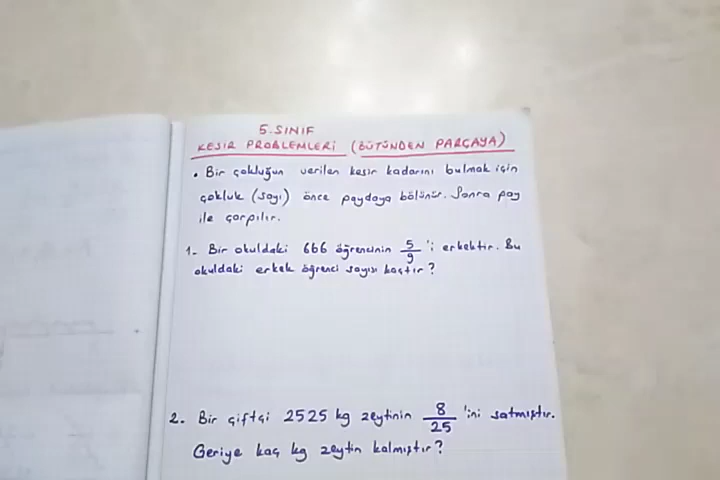 5.SINIF
KESİR PROBLEMLERİ (BÜTÜNDEN PARÇAYA)
• Bir çokluğun verilen kesir kadarını bulmak için
çokluk (sayı) önce paydaya bölünür. Sonra pay
ile çarpılır.
1- Bir okuldaki 666 öğrencinin 5/9 'i erkektir. Bu
okuldaki erkek öğrenci sayısı kaçtır?
2. Bir çiftçi 2525 kg zeytinin 8/25 'ini satmıştır.
Geriye kaç kg zeytin kalmıştır?